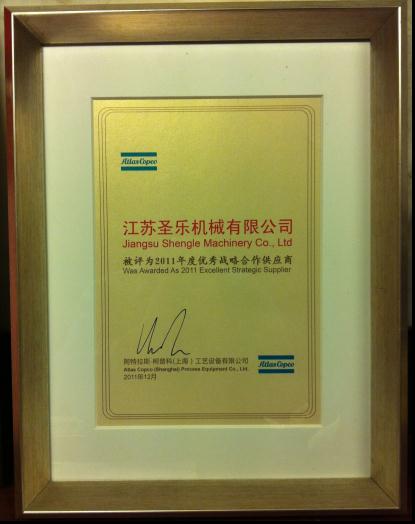 Atlas Copco
江苏圣乐机械有限公司
Jiangsu Shengle Machinery Co., Ltd
被评为2011年度优秀战略合作供应商
Was Awarded As 2011 Excellent Strategic Supplier
阿特拉斯·柯普科(上海)工艺设备有限公司
Atlas Copco (Shanghai) Process Equipment Co., Ltd.
2011年12月
Atlas Copco